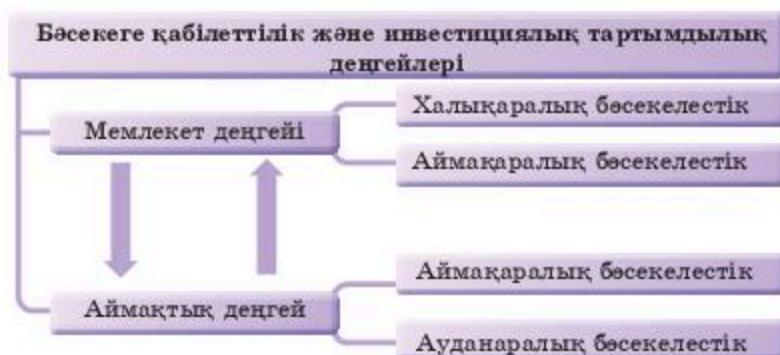 Бәсекеге қабілеттілік және инвестициялық тартымдылық
деңгейлері
Мемлекет деңгейі
Халықаралық бәсекелестік
Аймақаралық бәсекелестік
Аймақтық деңгей
Аймақаралық бәсекелестік
Ауданаралық бәсекелестік